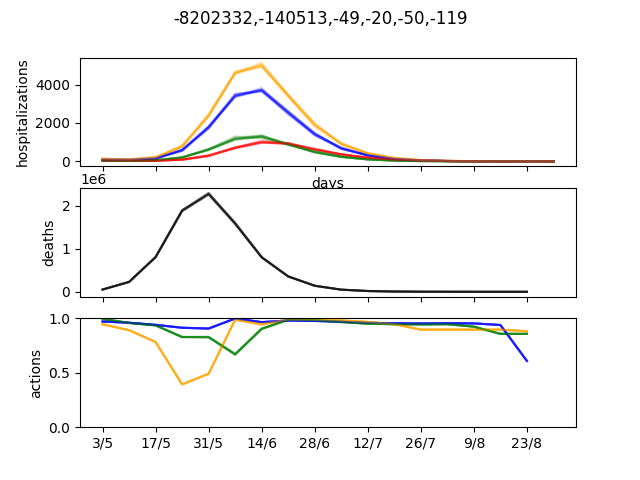 -8202332,-140513,-49,-20,-50,-119
hospitalizations
4000
2000
0
days
1e6
deaths
2
1
0
actions
1.0
0.5
0.0
3/5 17/5 31/5 14/6 28/6 12/7 26/7 9/8 23/8